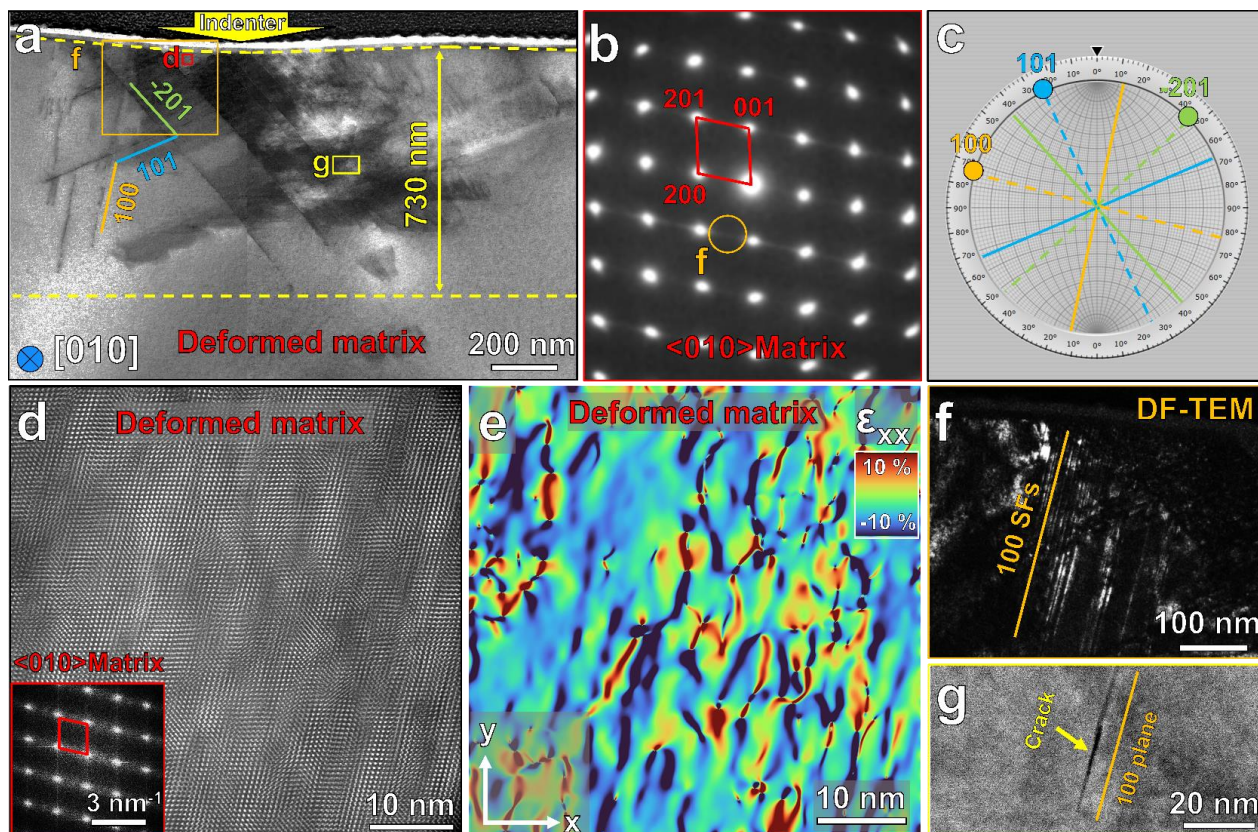 a
Indenter
f
d
-201
101
100
g
730 nm
[010]
Deformed matrix
200 nm
b
201
001
200
f
<010>Matrix
c
101
-201
100
d
Deformed matrix
<010>Matrix
3 nm⁻¹
10 nm
e
Deformed matrix
εxx
10 %
-10 %
y
x
10 nm
f
DF-TEM
100 SFs
100 nm
g
Crack
100 plane
20 nm